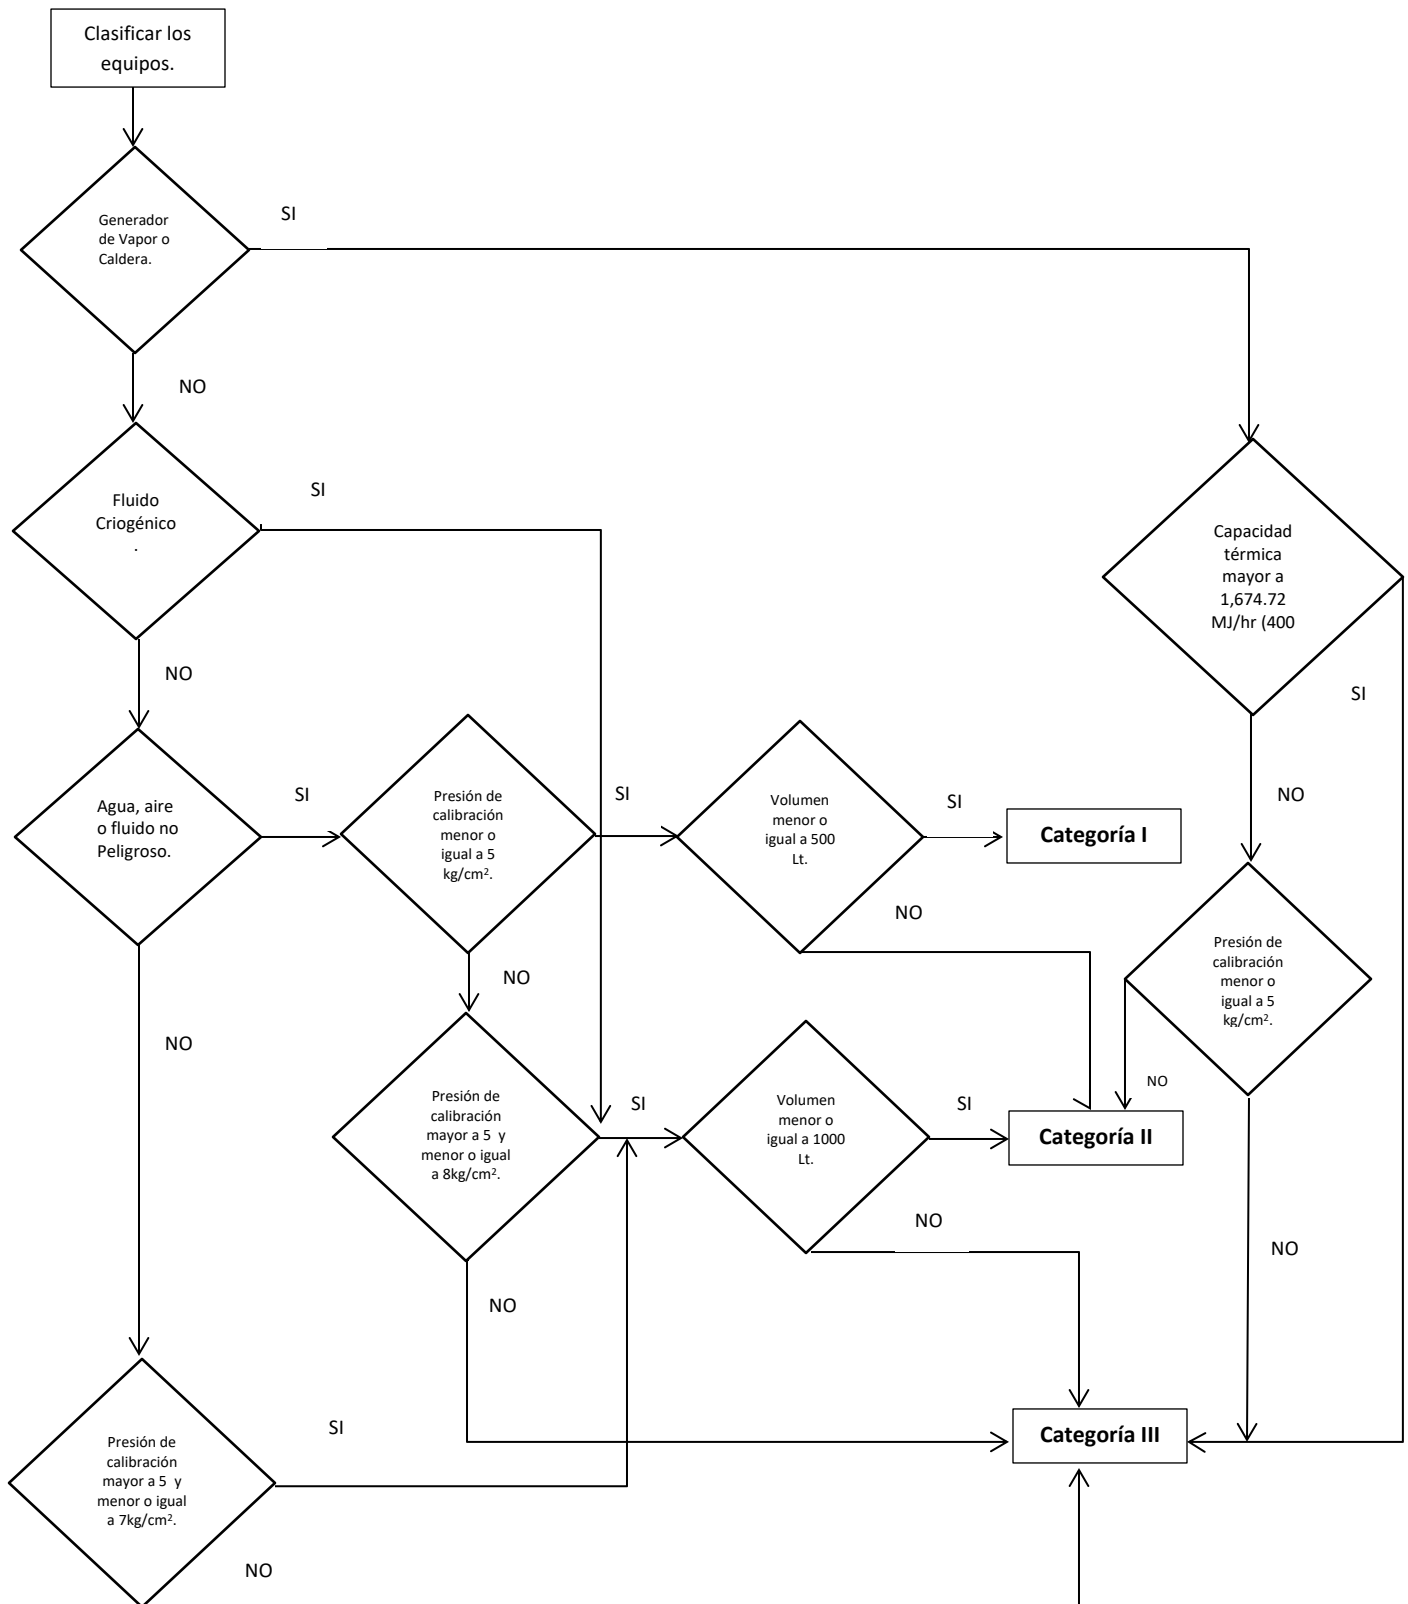 Clasificar los
equipos.
Generador
de Vapor o
Caldera.
SI
NO
Fluido
Criogénico
.
SI
Capacidad
térmica
mayor a
1,674.72
MJ/hr (400
SI
NO
NO
Agua, aire
o fluido no
Peligroso.
SI
Presión de
calibración
menor o
igual a 5
kg/cm².
SI
Volumen
menor o
igual a 500
Lt.
SI
Categoría I
NO
NO
Presión de
calibración
menor o
igual a 5
kg/cm².
NO
NO
NO
Presión de
calibración
mayor a 5 y
menor o igual
a 8kg/cm².
SI
Volumen
menor o
igual a 1000
Lt.
SI
Categoría II
NO
NO
Categoría III
Presión de
calibración
mayor a 5 y
menor o igual
a 7kg/cm².
SI
NO